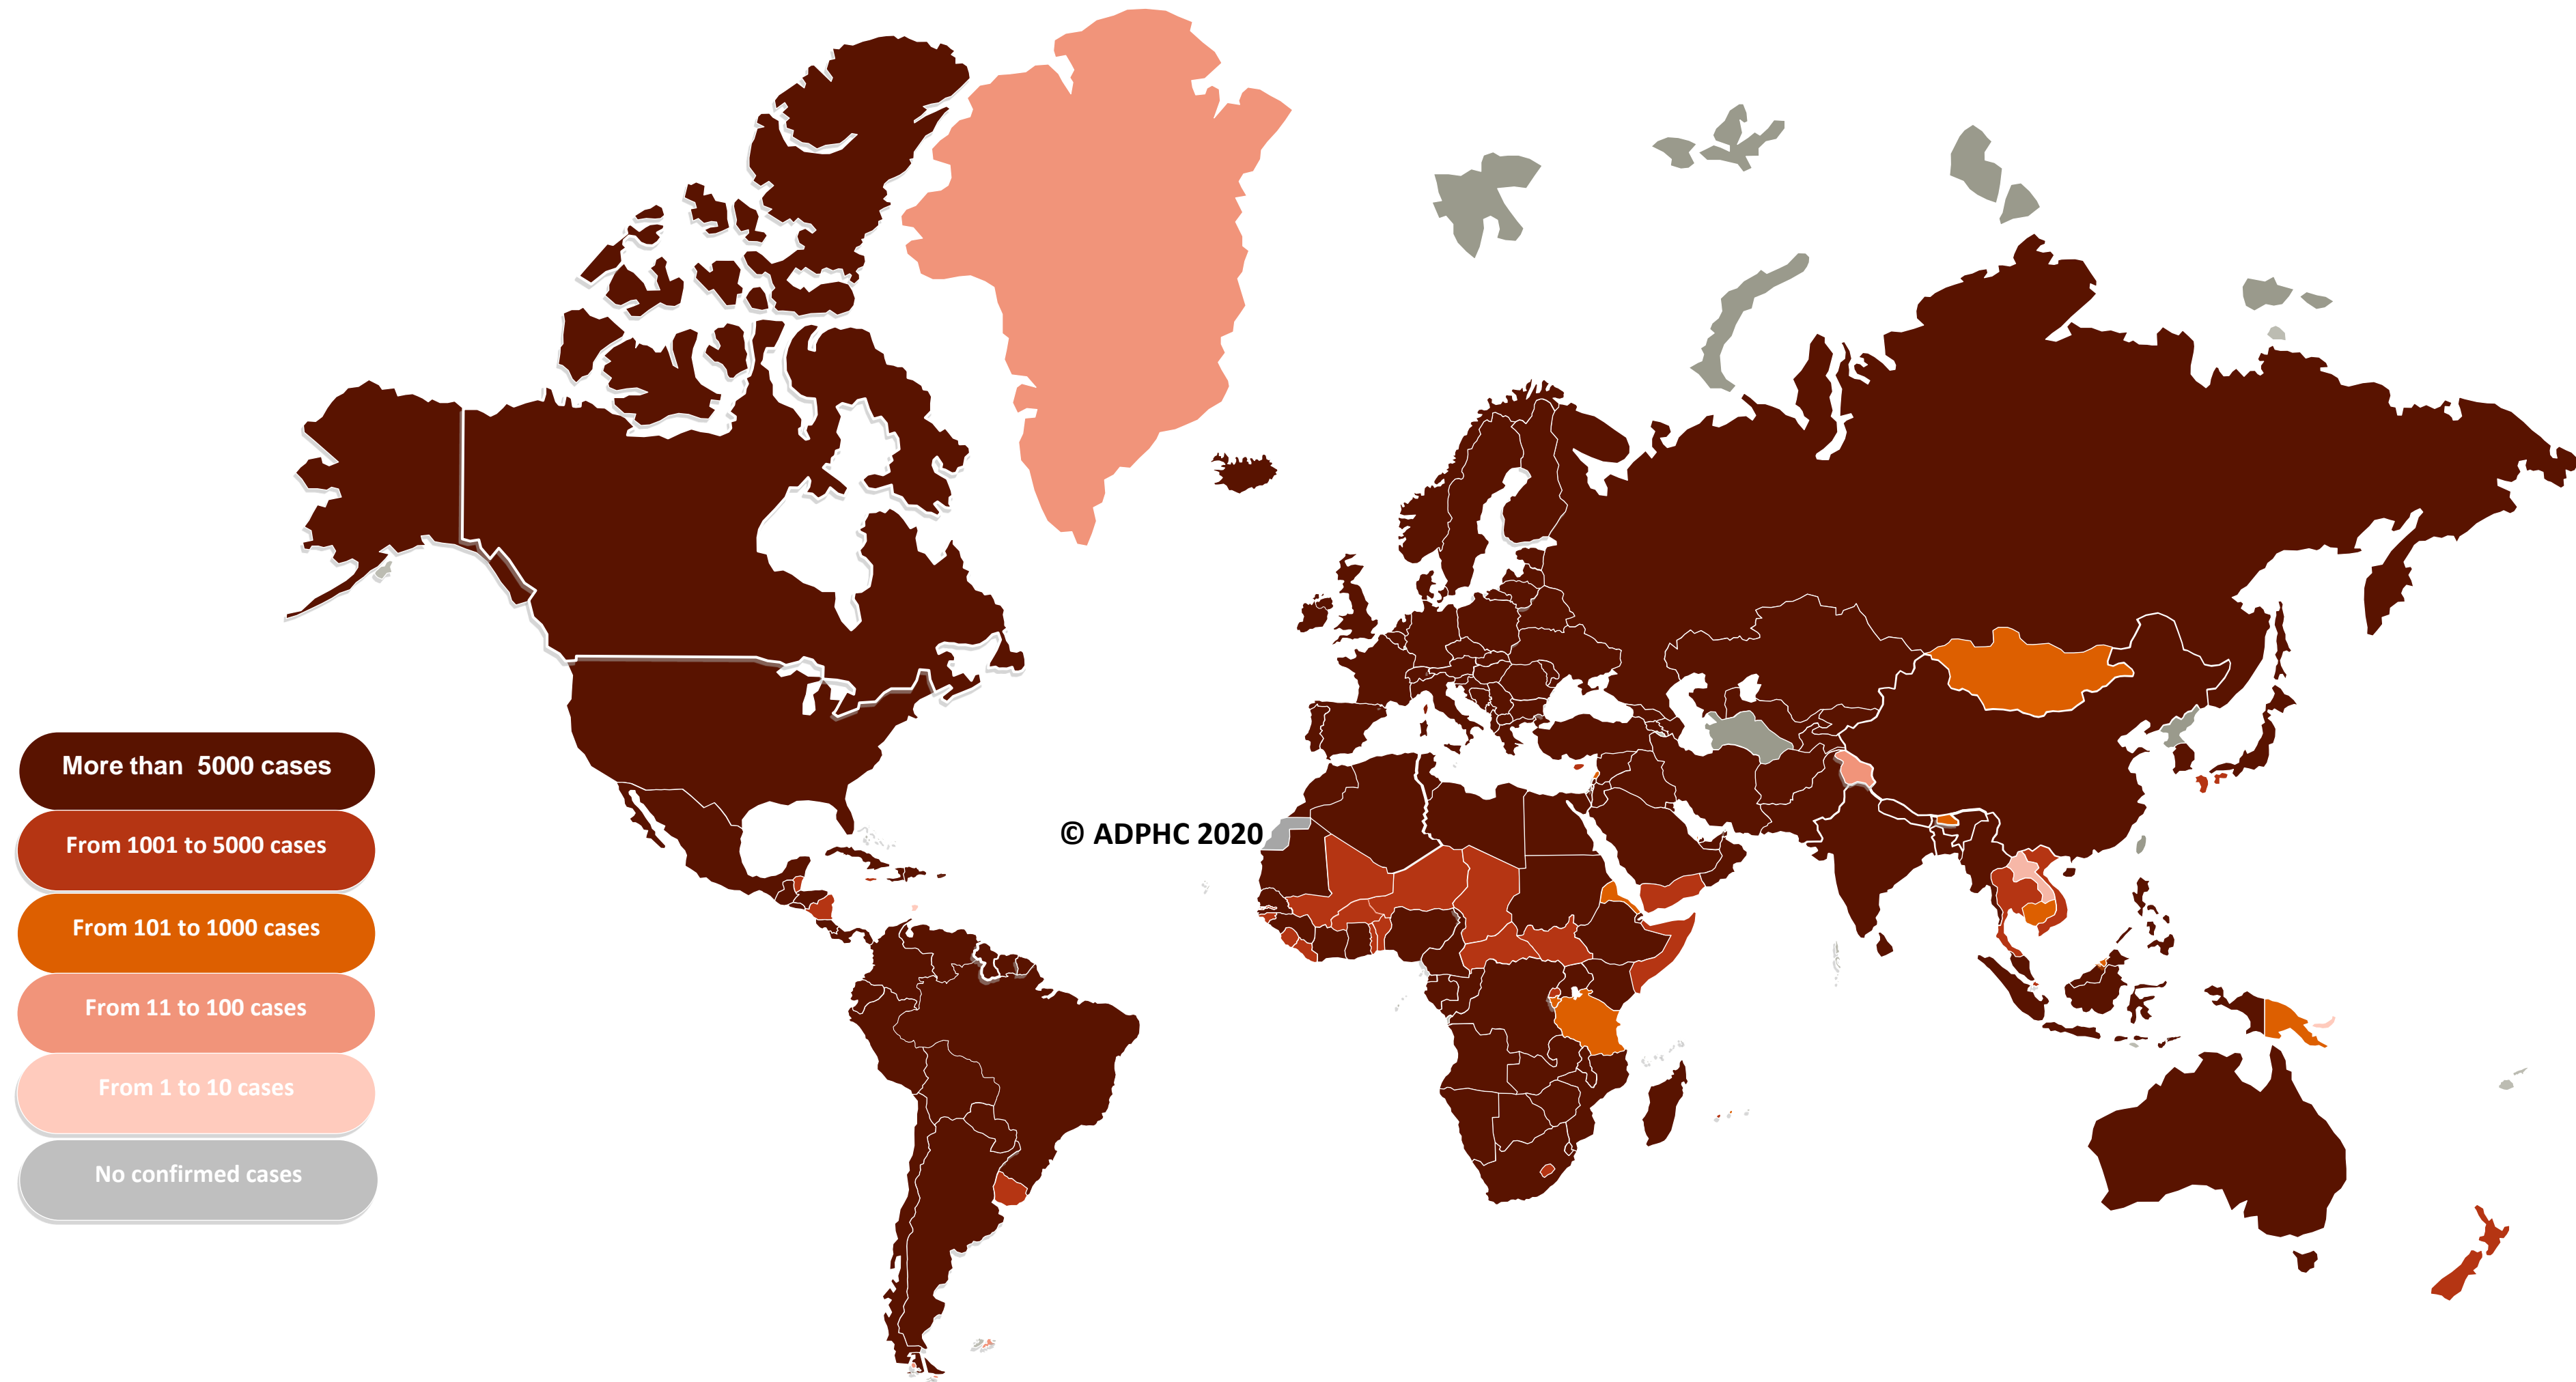 More than  5000 cases
© ADPHC 2020
From 1001 to 5000 cases
From 101 to 1000 cases
From 11 to 100 cases
From 1 to 10 cases
No confirmed cases